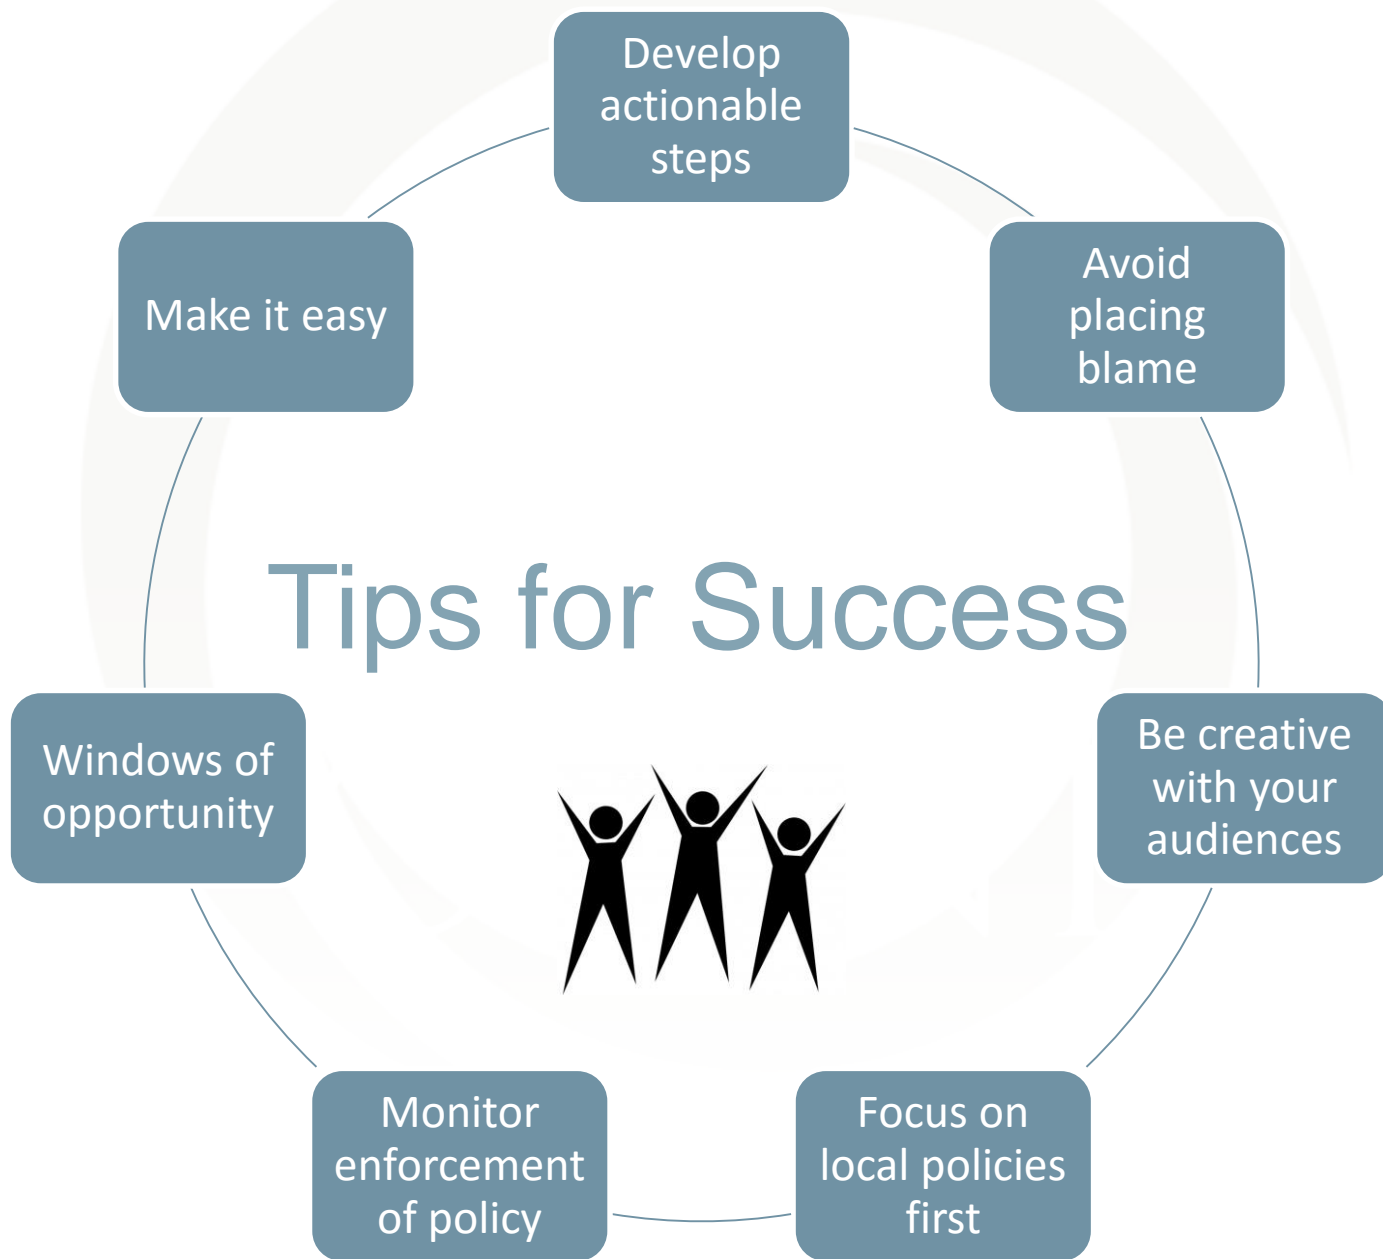 Develop
actionable
steps
Avoid
placing
blame
Be creative
with your
audiences
Focus on
local policies
first
Monitor
enforcement
of policy
Windows of
opportunity
Make it easy
Tips for Success